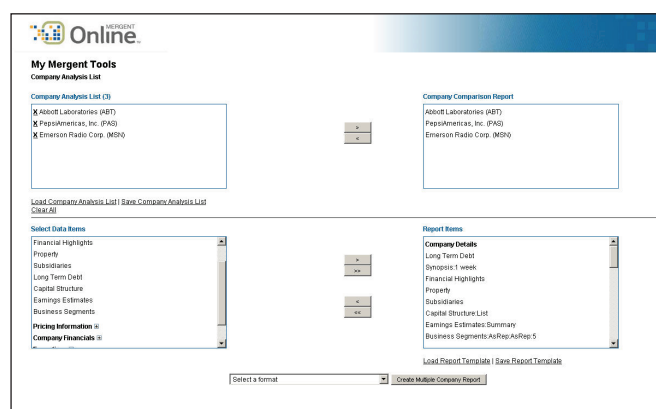 MERGENT
Online
My Mergent Tools
Company Analysis List
Company Analysis List (3)
X Abbott Laboratories (ABT)
X PepsiAmericas, Inc. (PAS)
X Emerson Radio Corp. (MSN)
>
<
Company Comparison Report
Abbott Laboratories (ABT)
PepsiAmericas, Inc. (PAS)
Emerson Radio Corp. (MSN)
Load Company Analysis List | Save Company Analysis List
Clear All
Select Data Items
Financial Highlights
Property
Subsidiaries
Long Term Debt
Capital Structure
Earnings Estimates
Business Segments
Pricing Information
Company Financials
>
>>
<
<<
Report Items
Company Details
Long Term Debt
Synopsis:1 week
Financial Highlights
Property
Subsidiaries
Capital Structure:List
Earnings Estimates:Summary
Business Segments:AsRep:AsRep:5
Load Report Template | Save Report Template
Select a format
Create Multiple Company Report